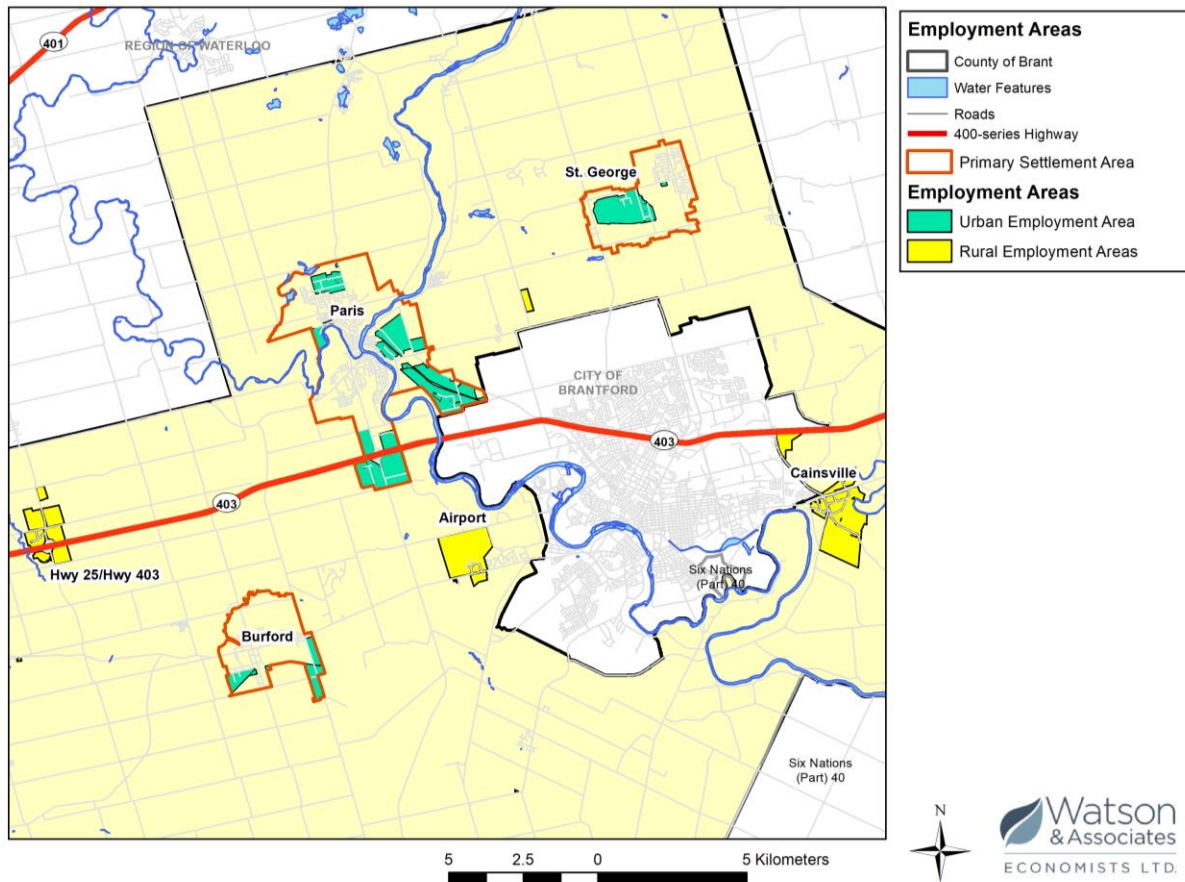 401
REGION OF WATERLOO
St. George
Paris
CITY OF
BRANTFORD
403
Cainsville
403
Airport
Hwy 25/Hwy 403
Six Nations
(Part) 40
Burford
Six Nations
(Part) 40
Employment Areas
County of Brant
Water Features
Roads
400-series Highway
Primary Settlement Area
Employment Areas
Urban Employment Area
Rural Employment Areas
5 2.5 0 5 Kilometers
N
Watson
& Associates
ECONOMISTS LTD.